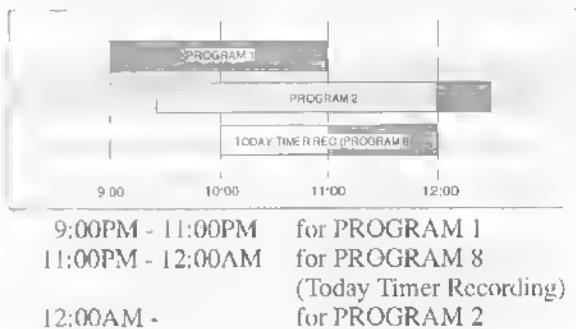 PROGRAM 1
PROGRAM 2
TODAY TIMER REC (PROGRAM 8)
9:00 10:00 11:00 12:00
9:00PM - 11:00PM for PROGRAM 1
11:00PM - 12:00AM for PROGRAM 8
(Today Timer Recording)
12:00AM - for PROGRAM 2